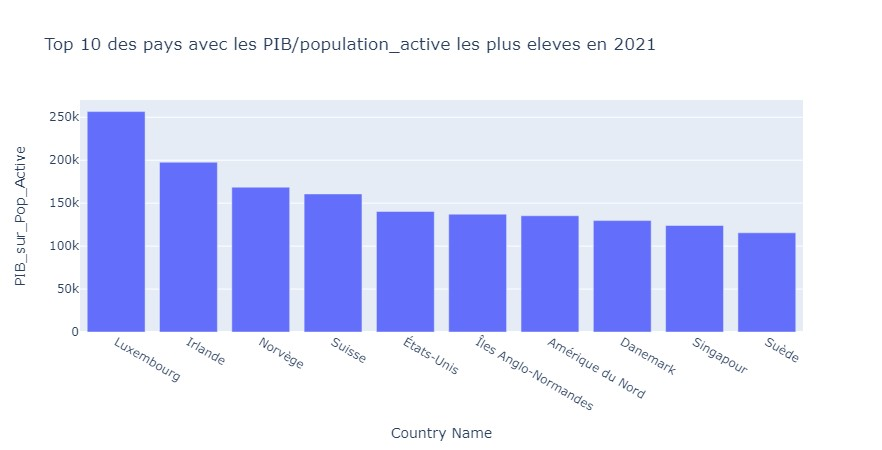 Top 10 des pays avec les PIB/population_active les plus eleves en 2021
PIB_sur_Pop_Active
250k
200k
150k
100k
50k
0
Luxembourg
Irlande
Norvège
Suisse
États-Unis
Îles Anglo-Normandes
Amérique du Nord
Danemark
Singapour
Suède
Country Name